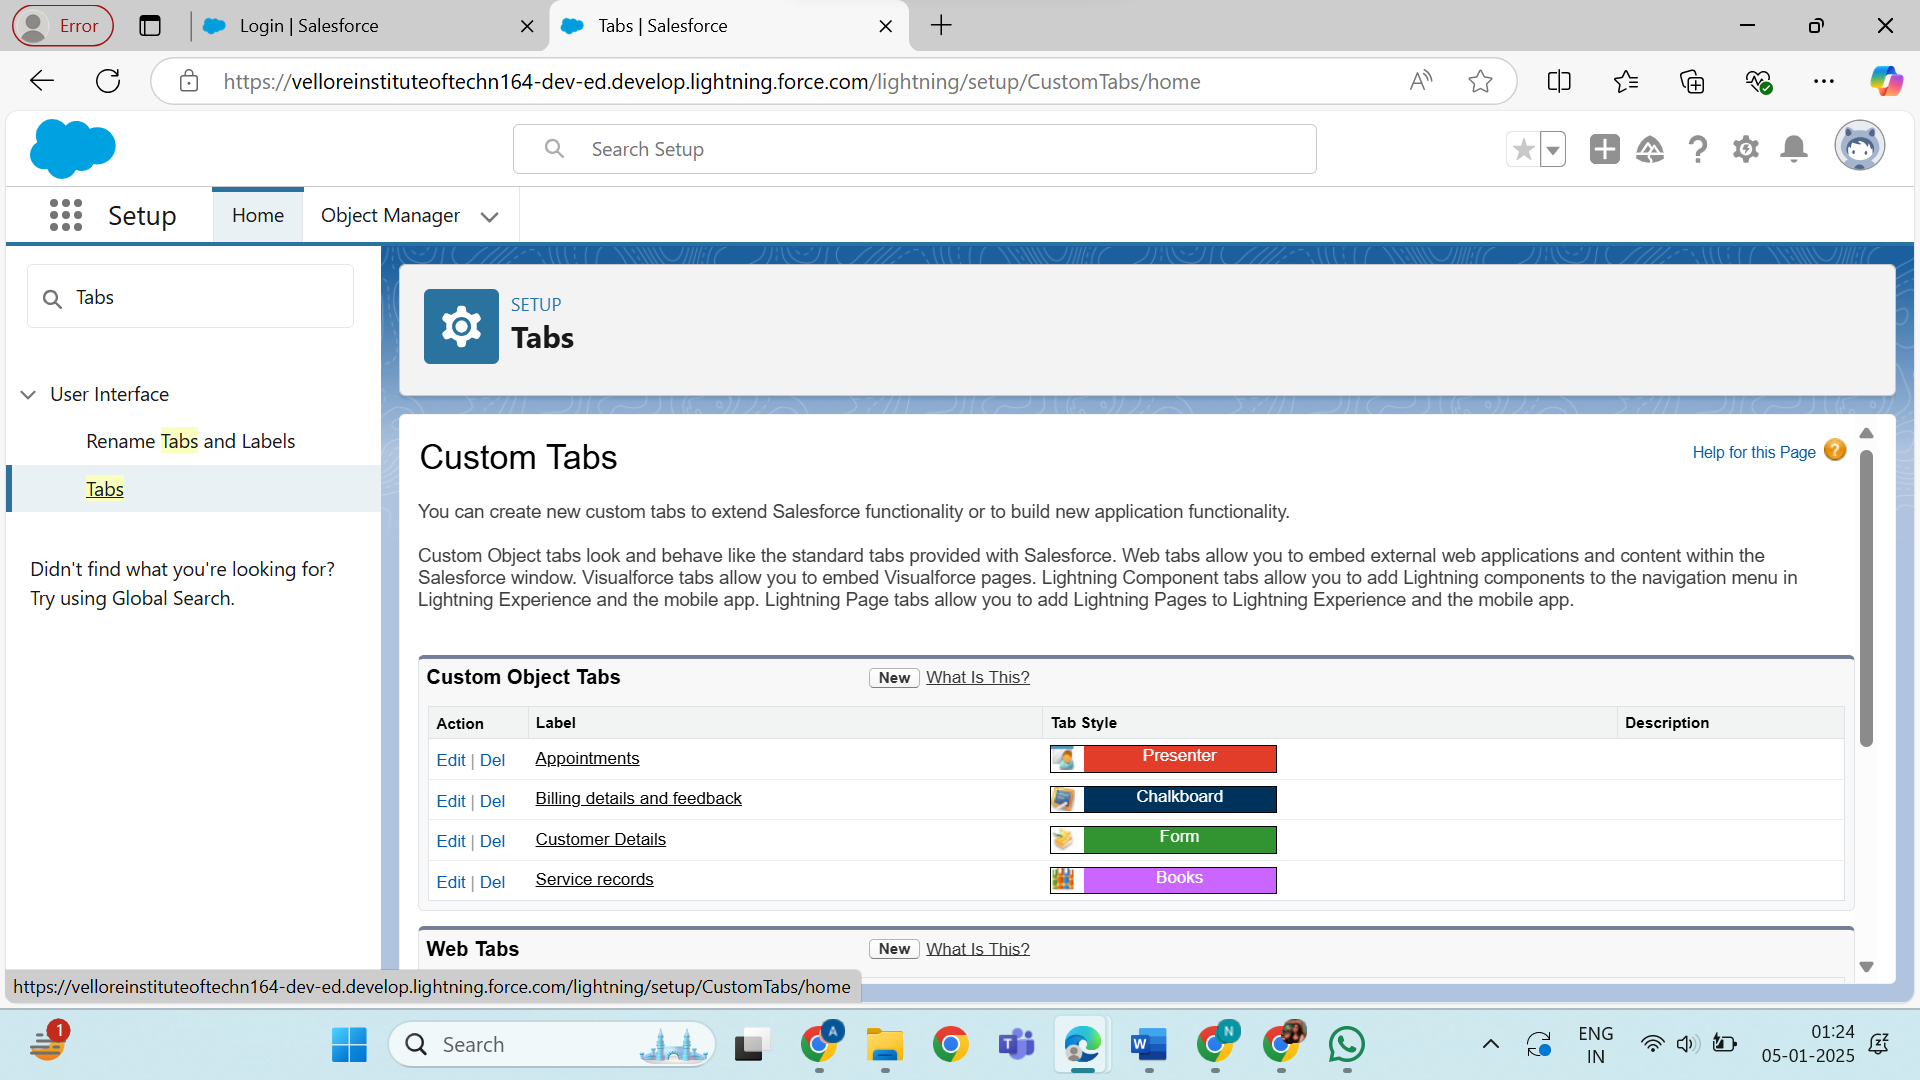 Error
Login | Salesforce
Tabs | Salesforce
https://velloreinstituteoftechn164-dev-ed.develop.lightning.force.com/lightning/setup/CustomTabs/home
Search Setup
Setup
Home
Object Manager
Tabs
User Interface
Rename Tabs and Labels
Tabs
Didn't find what you're looking for?
Try using Global Search.
SETUP
Tabs
Custom Tabs
Help for this Page
You can create new custom tabs to extend Salesforce functionality or to build new application functionality.
Custom Object tabs look and behave like the standard tabs provided with Salesforce. Web tabs allow you to embed external web applications and content within the
Salesforce window. Visualforce tabs allow you to embed Visualforce pages. Lightning Component tabs allow you to add Lightning components to the navigation menu in
Lightning Experience and the mobile app. Lightning Page tabs allow you to add Lightning Pages to Lightning Experience and the mobile app.
Custom Object Tabs New What Is This?
Action Label Tab Style Description
Edit | Del Appointments Presenter
Edit | Del Billing details and feedback Chalkboard
Edit | Del Customer Details Form
Edit | Del Service records Books
Web Tabs New What Is This?
https://velloreinstituteoftechn164-dev-ed.develop.lightning.force.com/lightning/setup/CustomTabs/home
1
Search
A
T
W
N
ENG
IN
01:24
05-01-2025